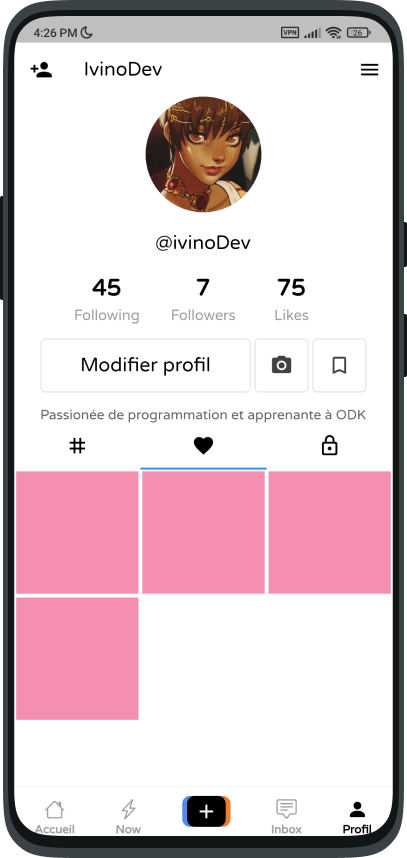 4:26 PM VPN 26
IvinoDev
@ivinoDev
45 7 75
Following Followers Likes
Modifier profil
Passionée de programmation et apprenante à ODK
Accueil Now Inbox Profil